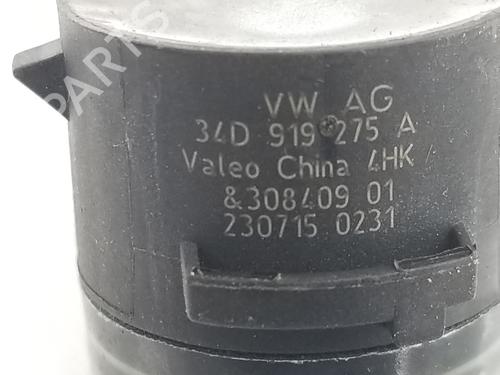 VW AG
34D 919 275 A
Valeo China 4HK
&308409 01
230715 0231